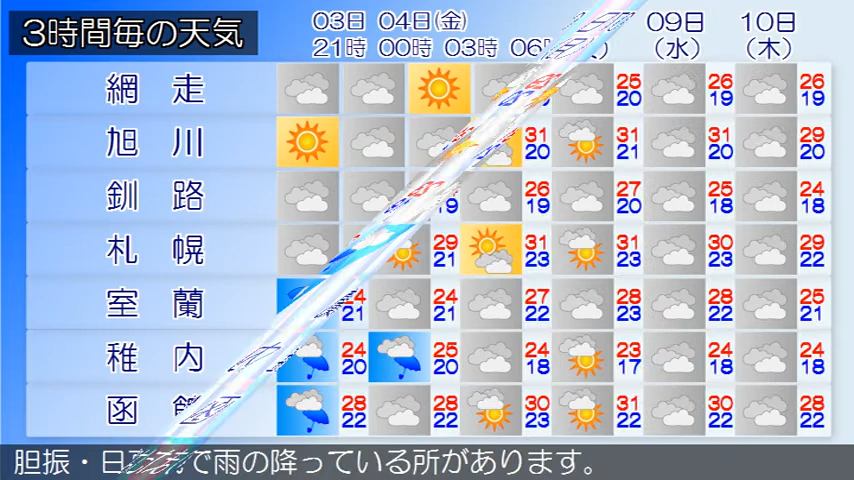 3時間毎の天気
03日 04日(金) 09日 10日
21時 00時 03時 06 (水) (木)
網走 25 20 26 19 26 19
旭川 31 20 31 21 31 20 29 20
釧路 19 26 19 27 20 25 18 24 18
札幌 29 21 31 23 31 23 30 23 29 22
室蘭 24 21 24 21 27 22 28 23 28 22 25 21
稚内 24 20 25 20 24 18 23 17 24 18 24 18
函館 28 22 28 22 30 23 31 22 30 22 28 22
胆振・日 で雨の降っている所があります。